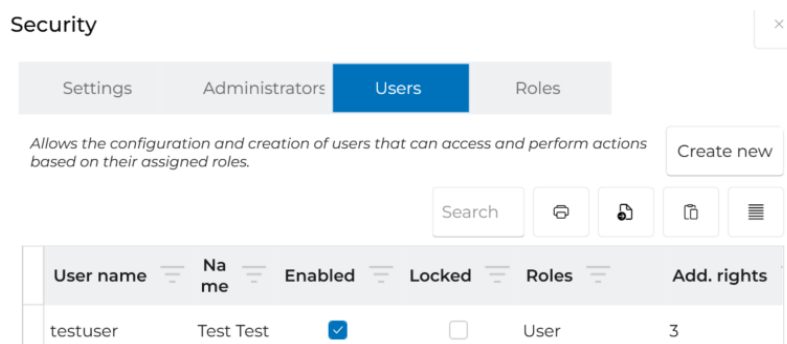 Security
Settings Administrators Users Roles
Allows the configuration and creation of users that can access and perform actions
based on their assigned roles.
Create new
Search
User name Na
me Enabled Locked Roles Add. rights
testuser Test Test User 3